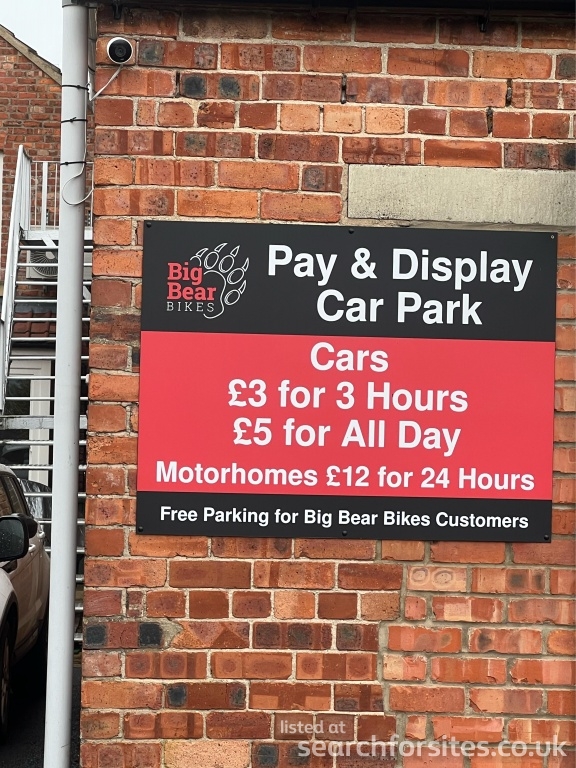 Big
Bear
BIKES
Pay & Display
Car Park
Cars
£3 for 3 Hours
£5 for All Day
Motorhomes £12 for 24 Hours
Free Parking for Big Bear Bikes Customers
listed at
searchforsites.co.uk